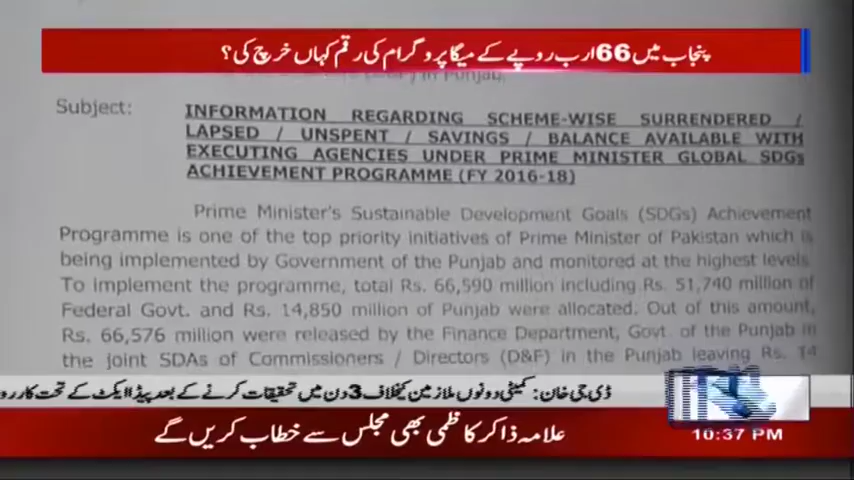 پنجاب میں 66 ارب روپے کے میگا پروگرام کی رقم کہاں خرچ کی؟
in Punjab.
Subject: INFORMATION REGARDING SCHEME-WISE SURRENDERED /
LAPSED / UNSPENT / SAVINGS / BALANCE AVAILABLE WITH
EXECUTING AGENCIES UNDER PRIME MINISTER GLOBAL SDGs
ACHIEVEMENT PROGRAMME (FY 2016-18)
Prime Minister's Sustainable Development Goals (SDGs) Achievement
Programme is one of the top priority initiatives of Prime Minister of Pakistan which is
being implemented by Government of the Punjab and monitored at the highest levels.
To implement the programme, total Rs. 66,590 million including Rs. 51,740 million of
Federal Govt. and Rs. 14,850 million of Punjab were allocated. Out of this amount,
Rs. 66,576 million were released by the Finance Department, Govt. of the Punjab in
the joint SDAs of Commissioners / Directors (D&F) in the Punjab leaving Rs. 14
ڈی جی خان: کمیٹی دونوں ملازمین کیخلاف 3 دن میں تحقیقات کرنے کے بعد پیڈا ایکٹ کے تحت کاررو
علامہ ذاکر کاظمی بھی مجلس سے خطاب کریں گے
10:37 PM